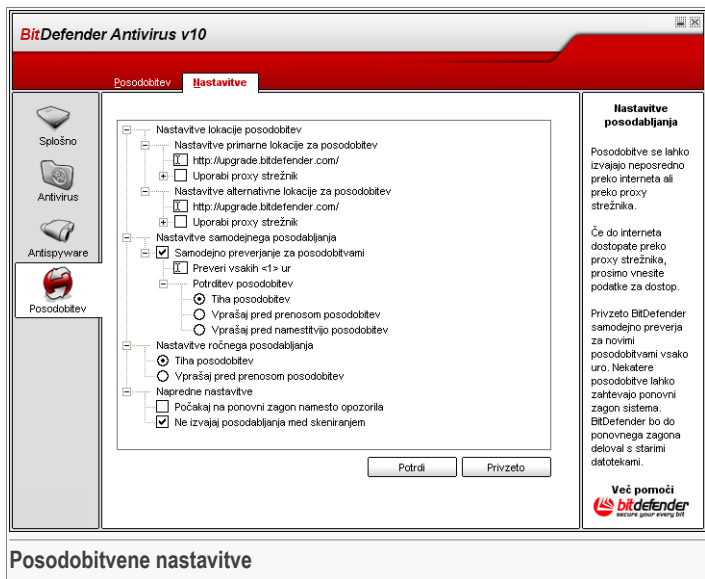 BitDefender Antivirus v10
Posodobitev Nastavitve
Splošno
Antivirus
Antispyware
Posodobitev
Nastavitve lokacije posodobitev
Nastavitve primarne lokacije za posodobitev
http://upgrade.bitdefender.com/
Uporabi proxy strežnik
Nastavitve alternativne lokacije za posodobitev
http://upgrade.bitdefender.com/
Uporabi proxy strežnik
Nastavitve samodejnega posodabljanja
Samodejno preverjanje za posodobitvami
Preveri vsakih <1> ur
Potrditev posodobitev
Tiha posodobitev
Vprašaj pred prenosom posodobitev
Vprašaj pred namestitvijo posodobitev
Nastavitve ročnega posodabljanja
Tiha posodobitev
Vprašaj pred prenosom posodobitev
Napredne nastavitve
Počakaj na ponovni zagon namesto opozorila
Ne izvajaj posodabljanja med skeniranjem
Potrdi Privzeto
Nastavitve
posodabljanja
Posodobitve se lahko
izvajajo neposredno
preko interneta ali
preko proxy
strežnika.
Če do interneta
dostopate preko
proxy strežnika,
prosimo vnesite
podatke za dostop.
Privzeto BitDefender
samodejno preverja
za novimi
posodobitvami vsako
uro. Nekatere
posodobitve lahko
zahtevajo ponovni
zagon sistema.
BitDefender bo do
ponovnega zagona
deloval s starimi
datotekami.
Več pomoči
bitdefender
secure your every bit
Posodobitvene nastavitve